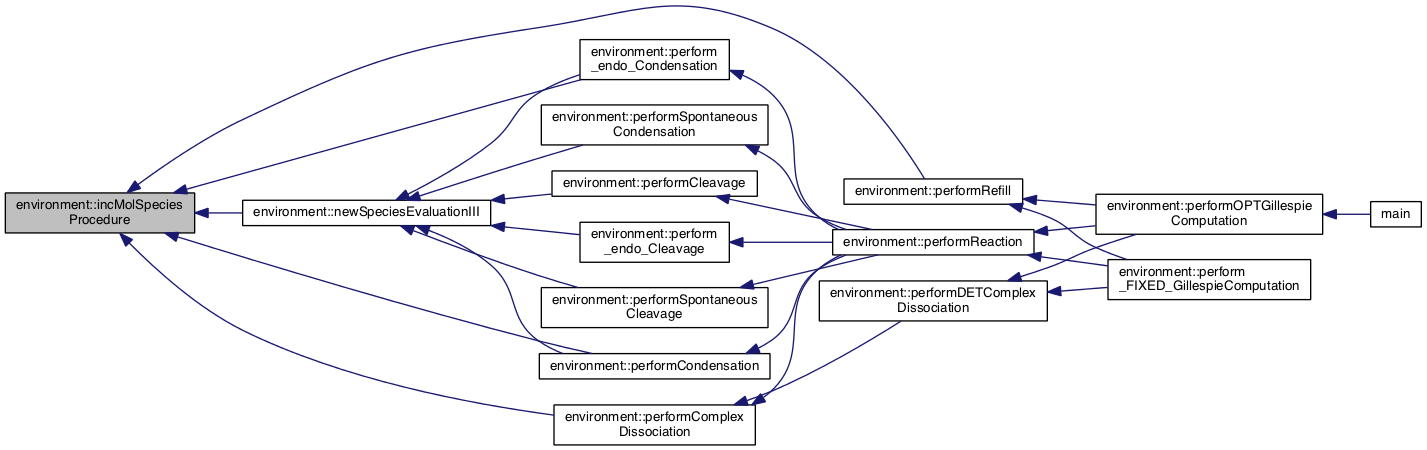 environment::incMolSpecies
Procedure
environment::newSpeciesEvaluationIII
environment::perform
_endo_Condensation
environment::performSpontaneous
Condensation
environment::performCleavage
environment::perform
_endo_Cleavage
environment::performSpontaneous
Cleavage
environment::performCondensation
environment::performComplex
Dissociation
environment::performRefill
environment::performReaction
environment::performDETComplex
Dissociation
environment::performOPTGillespie
Computation
environment::perform
_FIXED_GillespieComputation
main